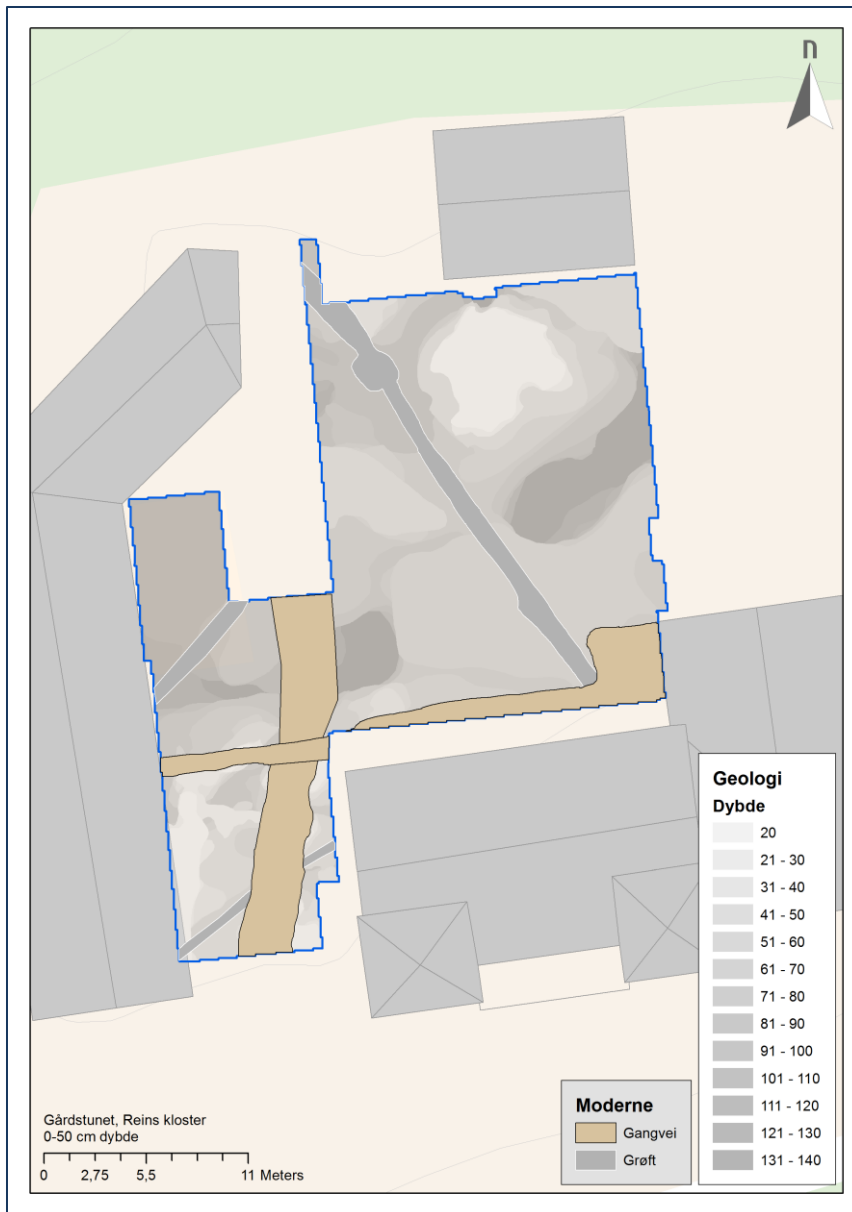 n
Geologi
Dybde
20
21 - 30
31 - 40
41 - 50
51 - 60
61 - 70
71 - 80
81 - 90
91 - 100
101 - 110
111 - 120
121 - 130
131 - 140
Moderne
Gangvei
Grøft
Gårdstunet, Reins kloster
0-50 cm dybde
0 2,75 5,5 11 Meters